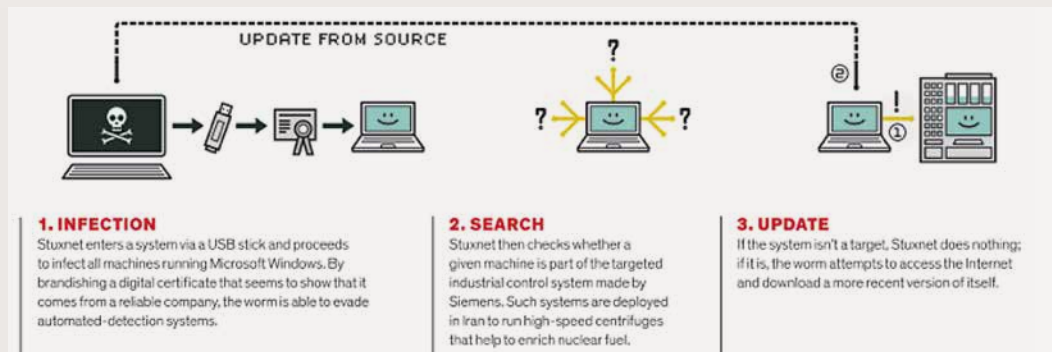 UPDATE FROM SOURCE
?
?
?
②
!
①
1. INFECTION
Stuxnet enters a system via a USB stick and proceeds
to infect all machines running Microsoft Windows. By
brandishing a digital certificate that seems to show that it
comes from a reliable company, the worm is able to evade
automated-detection systems.
2. SEARCH
Stuxnet then checks whether a
given machine is part of the targeted
industrial control system made by
Siemens. Such systems are deployed
in Iran to run high-speed centrifuges
that help to enrich nuclear fuel.
3. UPDATE
If the system isn't a target, Stuxnet does nothing;
if it is, the worm attempts to access the Internet
and download a more recent version of itself.